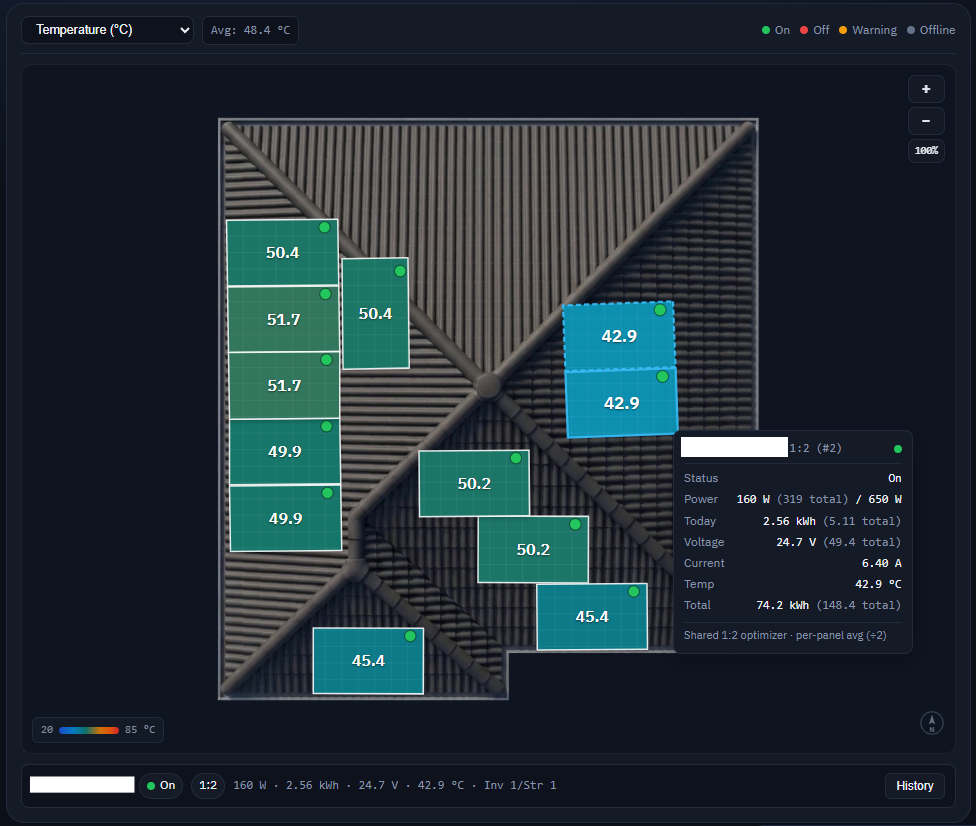 Temperature (°C) Avg: 48.4 °C On Off Warning Offline
+
−
100%
50.4
50.4
51.7
42.9
51.7
42.9
1:2 (#2)
49.9
50.2
Status On
Power 160 W (319 total) / 650 W
49.9
Today 2.56 kWh (5.11 total)
Voltage 24.7 V (49.4 total)
50.2
Current 6.40 A
Temp 42.9 °C
Total 74.2 kWh (148.4 total)
45.4
Shared 1:2 optimizer · per-panel avg (÷2)
45.4
20 85 °C
N
On 1:2 160 W · 2.56 kWh · 24.7 V · 42.9 °C · Inv 1/Str 1 History